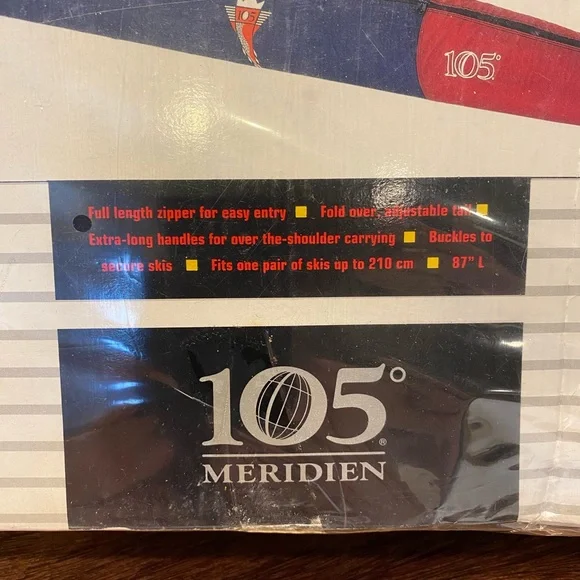 105
105°
Full length zipper for easy entry ■ Fold over, adjustable tail ■
Extra-long handles for over the-shoulder carrying ■ Buckles to
secure skis ■ Fits one pair of skis up to 210 cm ■ 87" L
105°®
MERIDIEN